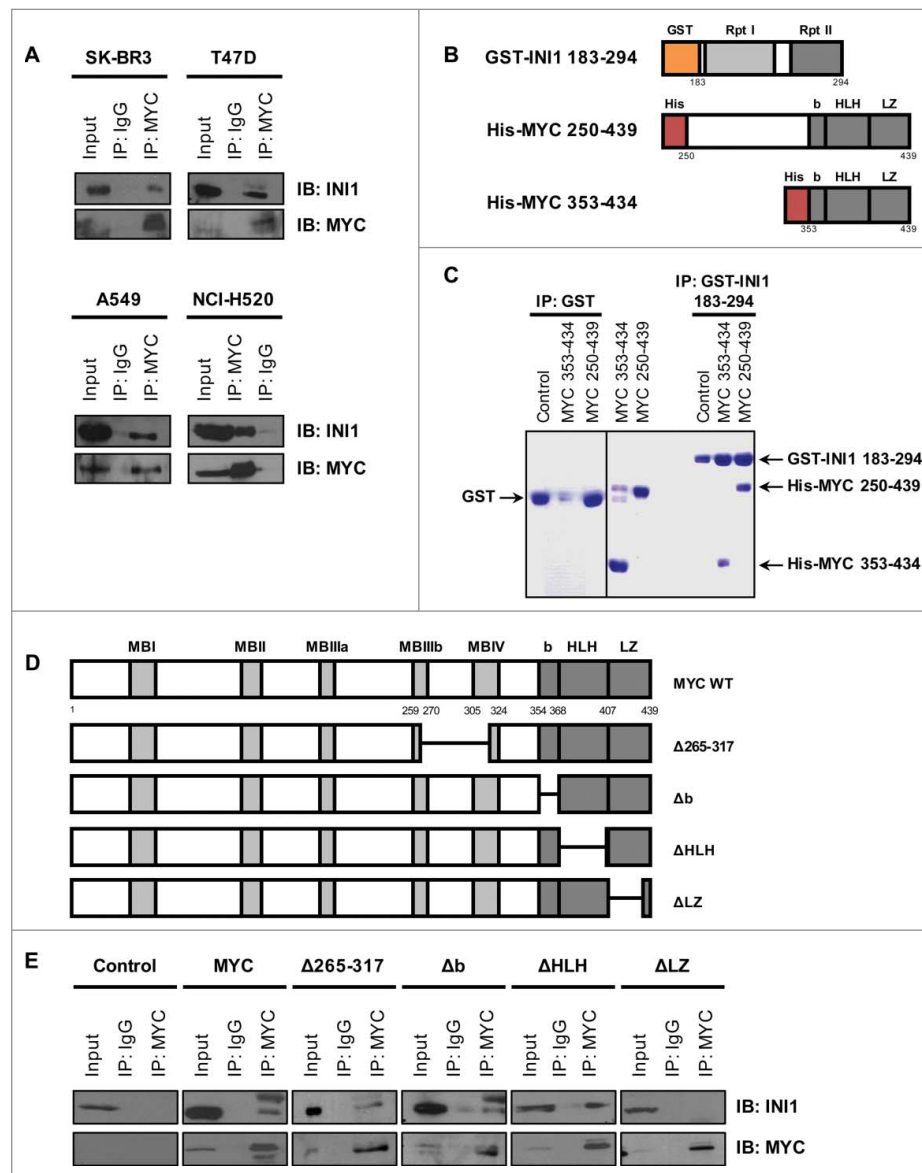 A
SK-BR3
T47D
Input
IP: IgG
IP: MYC
Input
IP: IgG
IP: MYC
IB: INI1
IB: MYC
A549
NCI-H520
Input
IP: IgG
IP: MYC
Input
IP: MYC
IP: IgG
IB: INI1
IB: MYC
B
GST Rpt I Rpt II
GST-INI1 183-294
183 294
His b HLH LZ
His-MYC 250-439
250 439
His b HLH LZ
His-MYC 353-434
353 439
C
IP: GST
IP: GST-INI1
183-294
Control
MYC 353-434
MYC 250-439
MYC 353-434
MYC 250-439
Control
MYC 353-434
MYC 250-439
GST
GST-INI1 183-294
His-MYC 250-439
His-MYC 353-434
D
MBI MBII MBIIIa MBIIIb MBIV b HLH LZ
MYC WT
1 259 270 305 324 354 368 407 439
Δ265-317
Δb
ΔHLH
ΔLZ
E
Control MYC Δ265-317 Δb ΔHLH ΔLZ
Input
IP: IgG
IP: MYC
Input
IP: IgG
IP: MYC
Input
IP: IgG
IP: MYC
Input
IP: IgG
IP: MYC
Input
IP: IgG
IP: MYC
Input
IP: IgG
IP: MYC
IB: INI1
IB: MYC